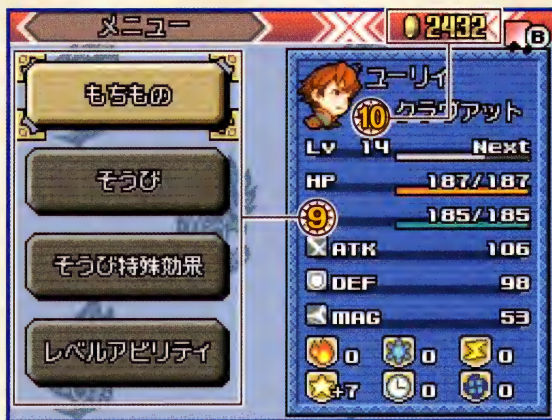 メニュー
2432
B
もちもの
そうび
そうび特殊効果
レベルアビリティ
ユーリィ
10
クラヴァット
Lv 14 Next
HP 187/187
9
185/185
ATK 106
DEF 98
MAG 53
0 0 0
+7 0 0